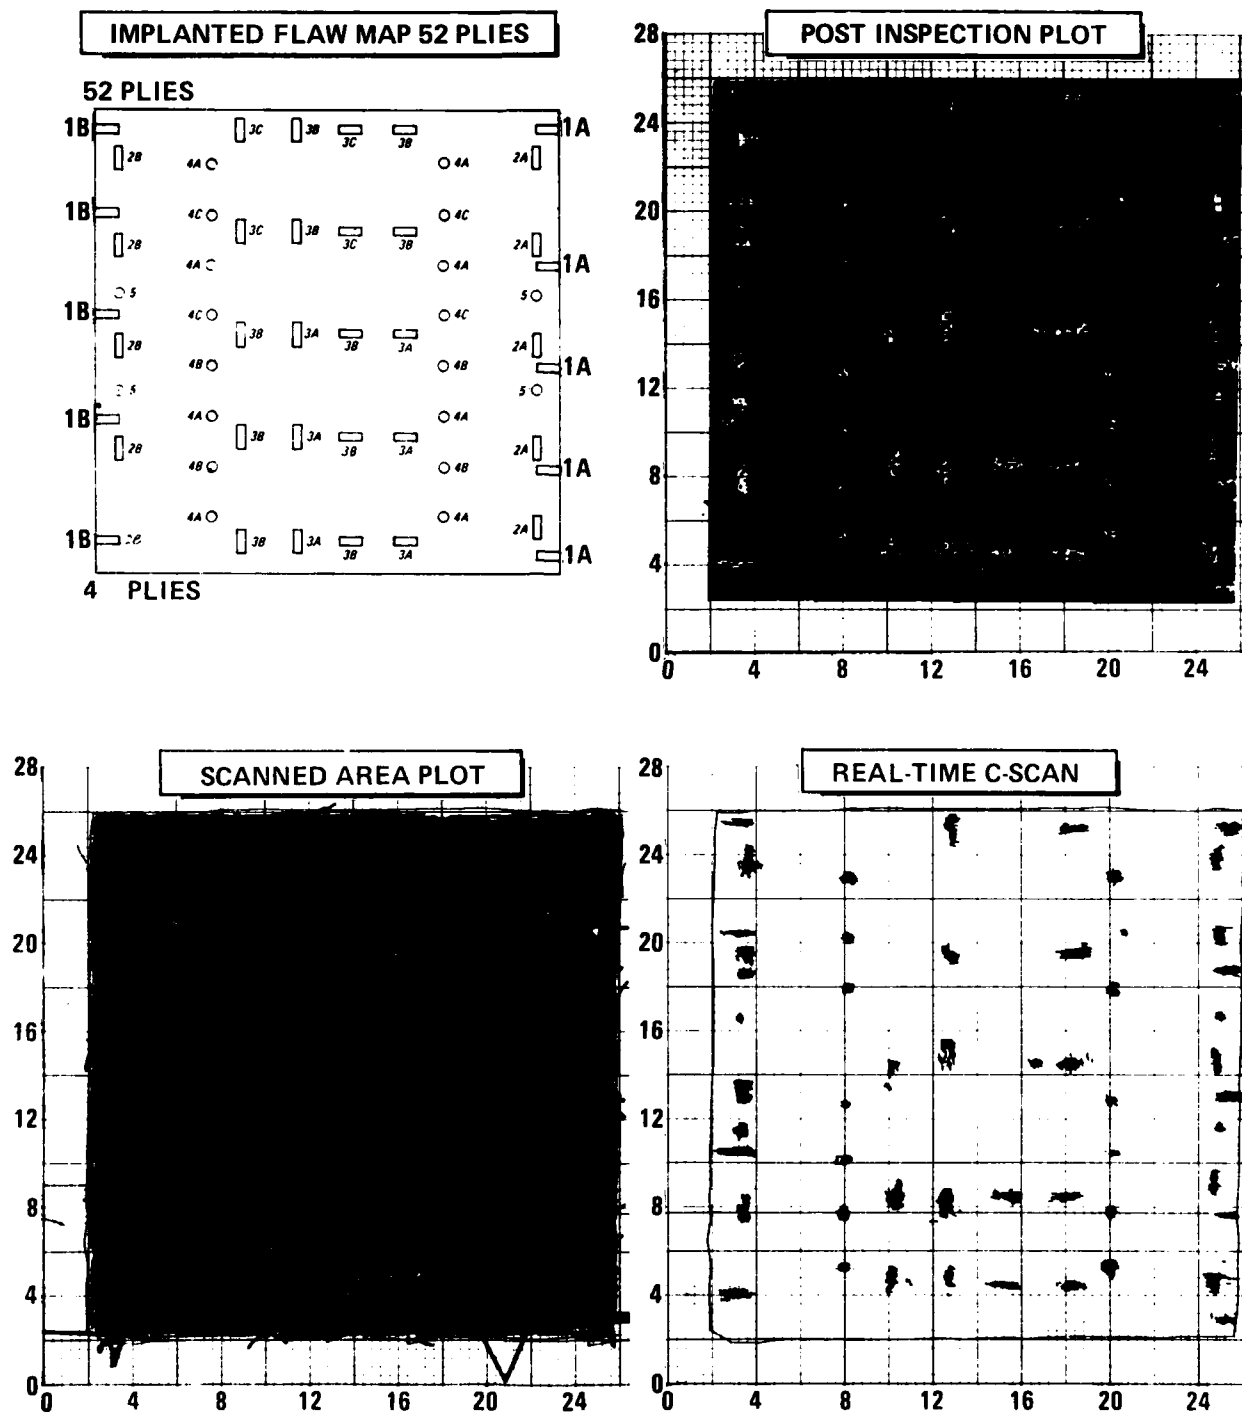 IMPLANTED FLAW MAP 52 PLIES
52 PLIES
1B 3C 3B 3C 3B 1A
2B 4A 4A 2A
1B 4C 4C
2B 3C 3B 3C 3B 2A
4A 4A 1A
5 5
1B 4C 4C
2B 3B 3A 3B 3A 2A
4B 4B 1A
5 5
1B 4A 4A
2B 3B 3A 3B 3A 2A
4B 4B 1A
4A 4A 2A
1B 2B 3B 3A 3B 3A 1A
4 PLIES
POST INSPECTION PLOT
28
24
20
16
12
8
4
0
0 4 8 12 16 20 24
SCANNED AREA PLOT
28
24
20
16
12
8
4
0
0 4 8 12 16 20 24
REAL-TIME C-SCAN
28
24
20
16
12
8
4
0
0 4 8 12 16 20 24